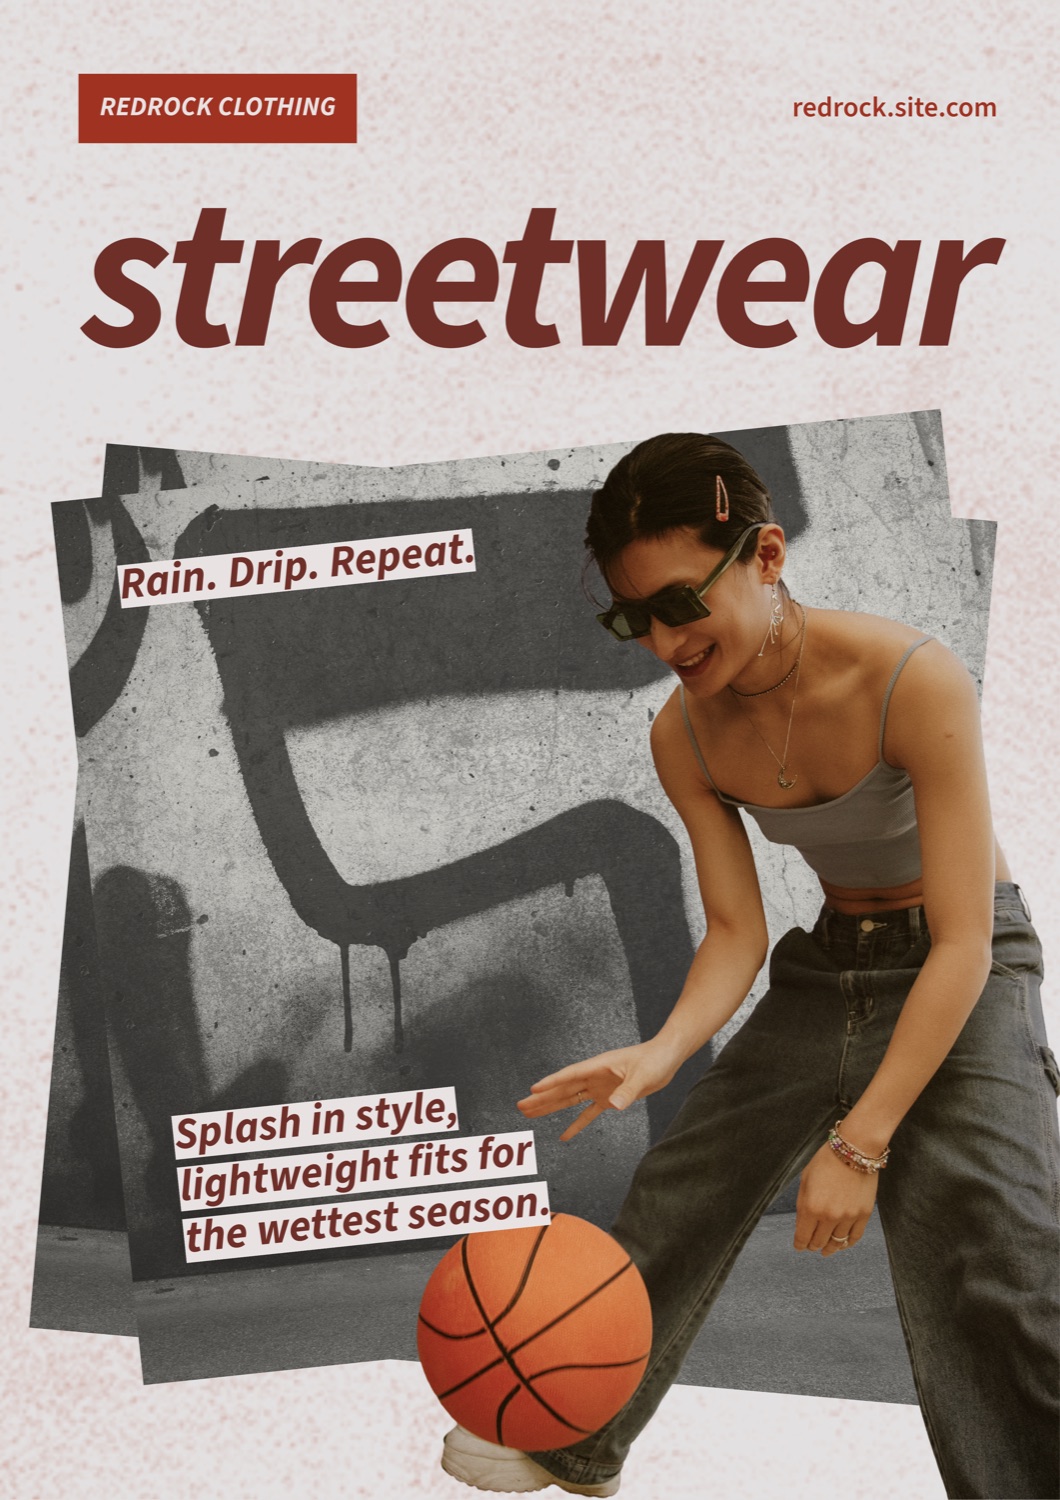 REDROCK CLOTHING
redrock.site.com
streetwear
Rain. Drip. Repeat.
Splash in style,
lightweight fits for
the wettest season.